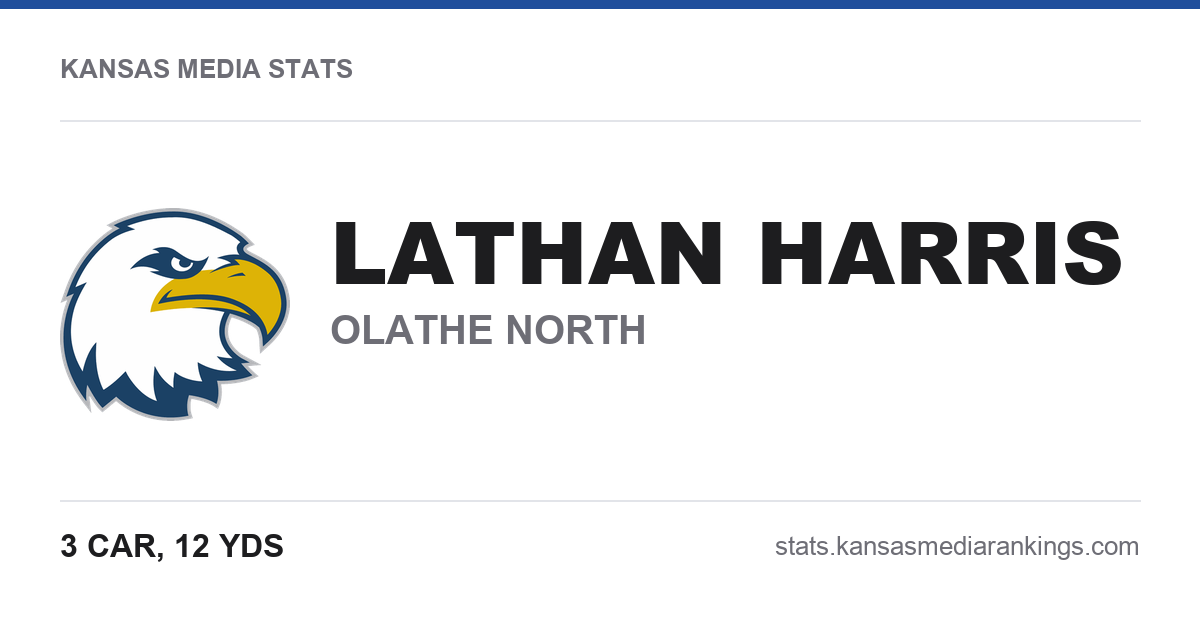 KANSAS MEDIA STATS
LATHAN HARRIS
OLATHE NORTH
3 CAR, 12 YDS
stats.kansasmediarankings.com